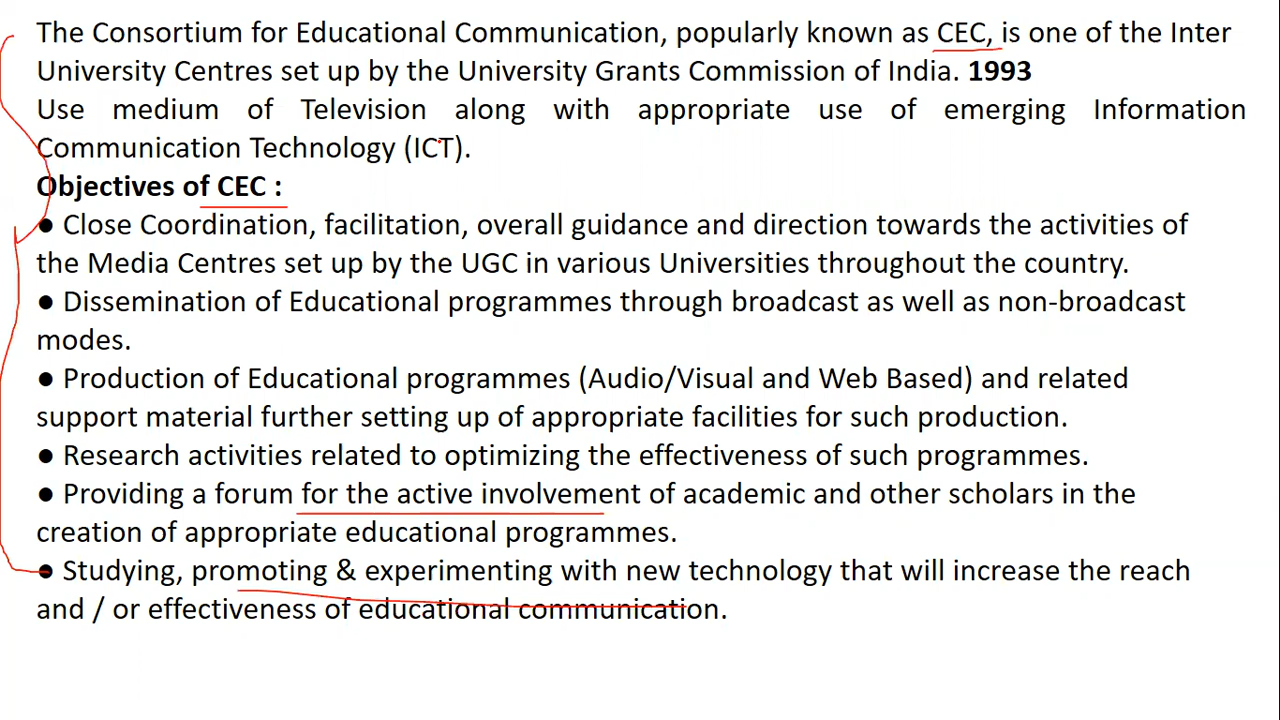 The Consortium for Educational Communication, popularly known as CEC, is one of the Inter
University Centres set up by the University Grants Commission of India. 1993
Use medium of Television along with appropriate use of emerging Information
Communication Technology (ICT).
Objectives of CEC :
● Close Coordination, facilitation, overall guidance and direction towards the activities of
the Media Centres set up by the UGC in various Universities throughout the country.
● Dissemination of Educational programmes through broadcast as well as non-broadcast
modes.
● Production of Educational programmes (Audio/Visual and Web Based) and related
support material further setting up of appropriate facilities for such production.
● Research activities related to optimizing the effectiveness of such programmes.
● Providing a forum for the active involvement of academic and other scholars in the
creation of appropriate educational programmes.
● Studying, promoting & experimenting with new technology that will increase the reach
and / or effectiveness of educational communication.